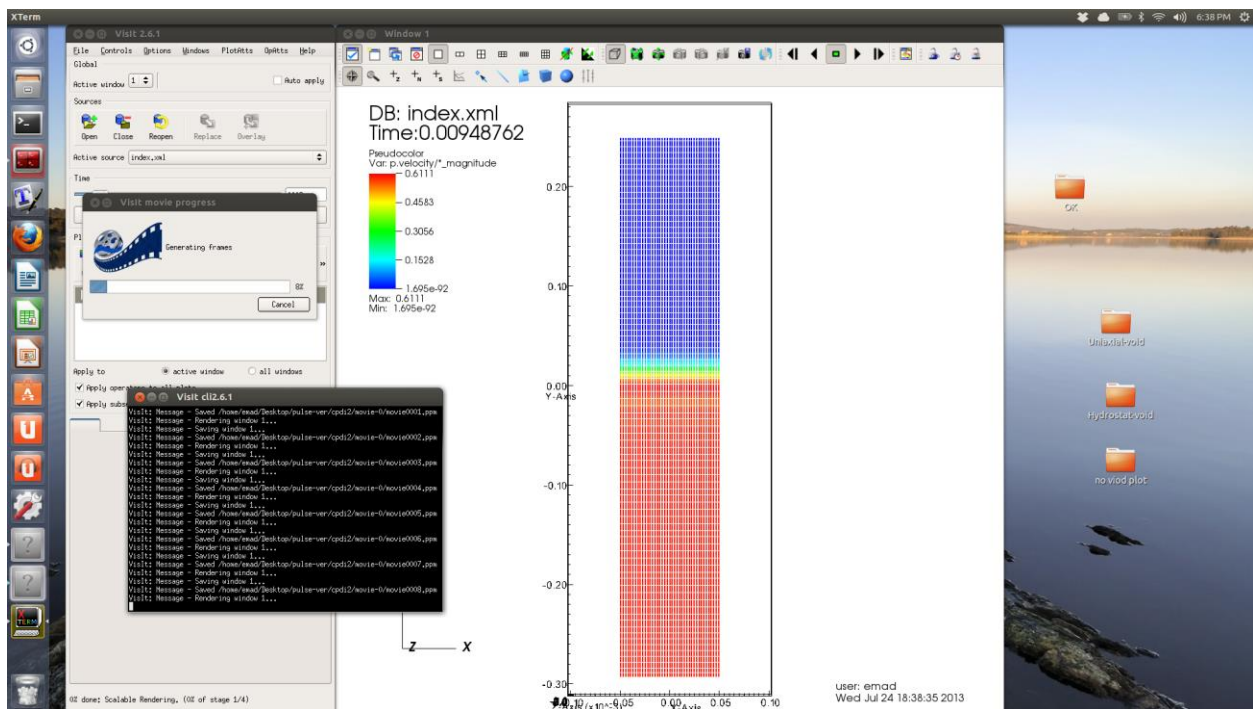 XTerm
6:38 PM
VisIt 2.6.1
File Controls Options Windows PlotAtts OpAtts Help
Global
Active window 1
Auto apply
Sources
Open Close Reopen Replace Overlay
Active source index.xml
Time
VisIt movie progress
Generating frames
8%
Cancel
Apply to active window all windows
Apply operators to all plots
Apply subs
VisIt cli2.6.1
VisIt: Message - Saved /home/emad/Desktop/pulse-ver/cpdi2/movie-0/movie0001.ppm
VisIt: Message - Rendering window 1...
VisIt: Message - Saving window 1...
VisIt: Message - Saved /home/emad/Desktop/pulse-ver/cpdi2/movie-0/movie0002.ppm
VisIt: Message - Rendering window 1...
VisIt: Message - Saving window 1...
VisIt: Message - Saved /home/emad/Desktop/pulse-ver/cpdi2/movie-0/movie0003.ppm
VisIt: Message - Rendering window 1...
VisIt: Message - Saving window 1...
VisIt: Message - Saved /home/emad/Desktop/pulse-ver/cpdi2/movie-0/movie0004.ppm
VisIt: Message - Rendering window 1...
VisIt: Message - Saving window 1...
VisIt: Message - Saved /home/emad/Desktop/pulse-ver/cpdi2/movie-0/movie0005.ppm
VisIt: Message - Rendering window 1...
VisIt: Message - Saving window 1...
VisIt: Message - Saved /home/emad/Desktop/pulse-ver/cpdi2/movie-0/movie0006.ppm
VisIt: Message - Rendering window 1...
VisIt: Message - Saving window 1...
VisIt: Message - Saved /home/emad/Desktop/pulse-ver/cpdi2/movie-0/movie0007.ppm
VisIt: Message - Rendering window 1...
VisIt: Message - Saving window 1...
VisIt: Message - Saved /home/emad/Desktop/pulse-ver/cpdi2/movie-0/movie0008.ppm
VisIt: Message - Rendering window 1...
0% done: Scalable Rendering. (0% of stage 1/4)
Window 1
DB: index.xml
Time:0.00948762
Pseudocolor
Var: p.velocity/*_magnitude
0.6111
0.4583
0.3056
0.1528
1.695e-92
Max: 0.6111
Min: 1.695e-92
0.20
0.10
0.00
Y-Axis
-0.10
-0.20
-0.30
-0.05 0.00 0.05 0.10
X-Axis
Z X
user: emad
Wed Jul 24 18:38:35 2013
OK
Uniaxial-void
Hydrostat-void
no viod plot